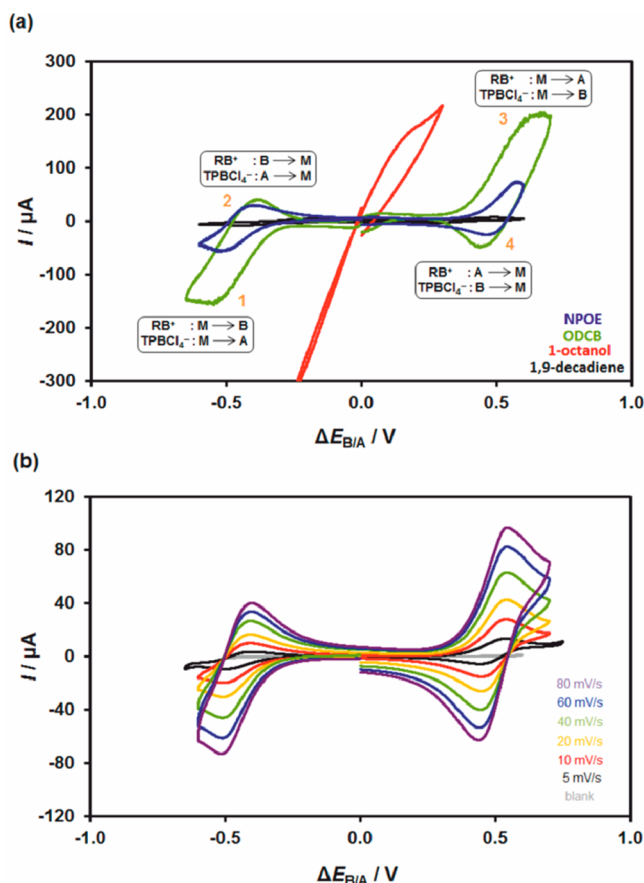 (a)
300
200
100
0
-100
-200
-300
I / µA
-1.0
-0.5
0.0
0.5
1.0
ΔE_B/A / V
RB⁺ : B → M
TPBCl₄⁻ : A → M
2
1
RB⁺ : M → B
TPBCl₄⁻ : M → A
RB⁺ : M → A
TPBCl₄⁻ : M → B
3
4
RB⁺ : A → M
TPBCl₄⁻ : B → M
NPOE
ODCB
1-octanol
1,9-decadiene
(b)
120
80
40
0
-40
-80
-120
I / µA
-1.0
-0.5
0.0
0.5
1.0
ΔE_B/A / V
80 mV/s
60 mV/s
40 mV/s
20 mV/s
10 mV/s
5 mV/s
blank